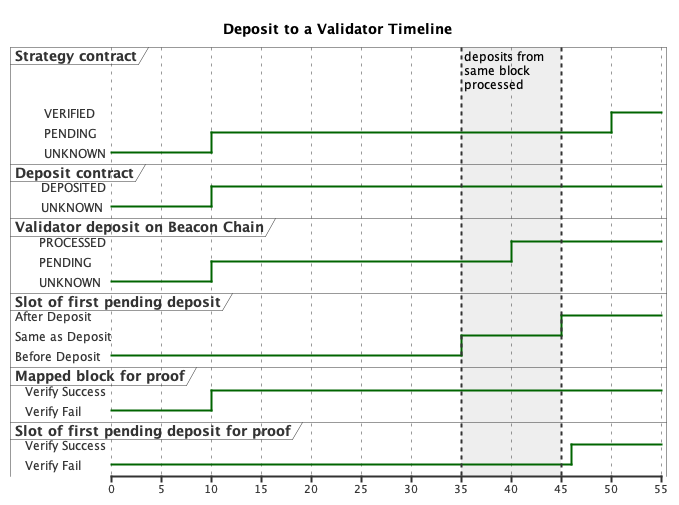 Deposit to a Validator Timeline
Strategy contract
deposits from
same block
processed
VERIFIED
PENDING
UNKNOWN
Deposit contract
DEPOSITED
UNKNOWN
Validator deposit on Beacon Chain
PROCESSED
PENDING
UNKNOWN
Slot of first pending deposit
After Deposit
Same as Deposit
Before Deposit
Mapped block for proof
Verify Success
Verify Fail
Slot of first pending deposit for proof
Verify Success
Verify Fail
0 5 10 15 20 25 30 35 40 45 50 55